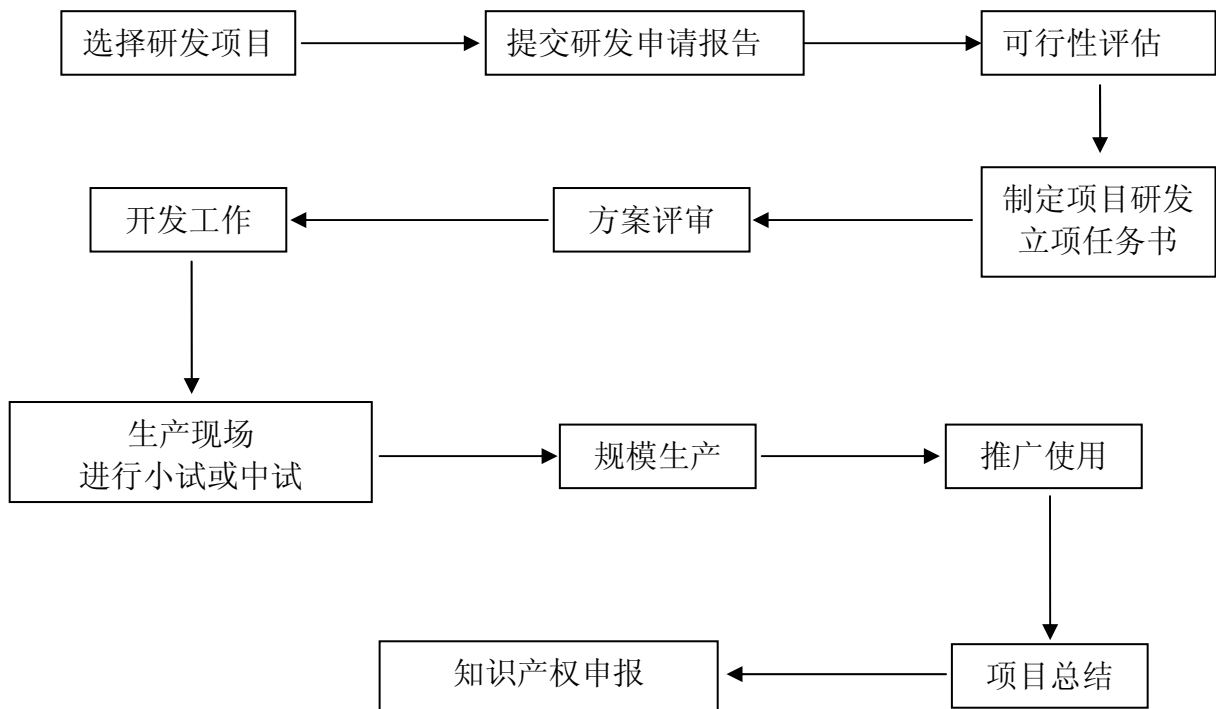 选择研发项目
提交研发申请报告
可行性评估
制定项目研发
立项任务书
方案评审
开发工作
生产现场
进行小试或中试
规模生产
推广使用
项目总结
知识产权申报